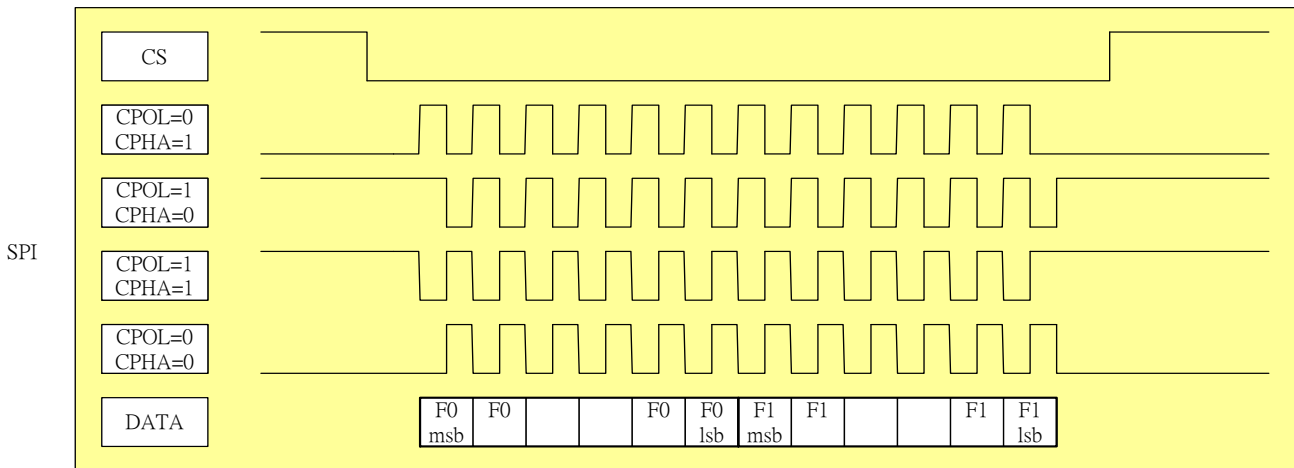 CS
CPOL=0
CPHA=1
CPOL=1
CPHA=0
SPI
CPOL=1
CPHA=1
CPOL=0
CPHA=0
DATA
F0 F0 F0 F0 F1 F1 F1 F1
msb lsb msb lsb